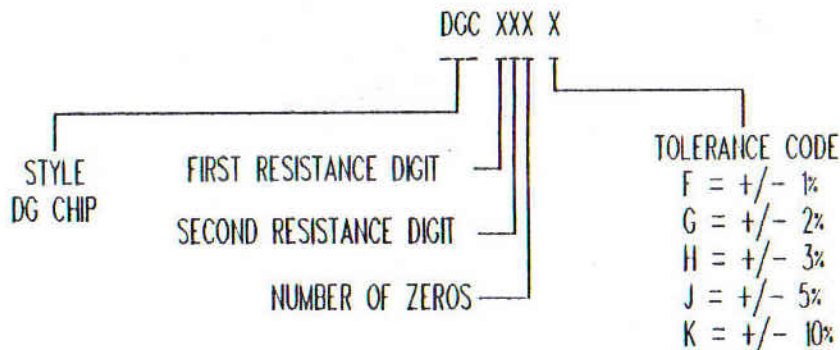 DGC XXX X
STYLE
DG CHIP
FIRST RESISTANCE DIGIT
SECOND RESISTANCE DIGIT
NUMBER OF ZEROS
TOLERANCE CODE
F = +/- 1%
G = +/- 2%
H = +/- 3%
J = +/- 5%
K = +/- 10%